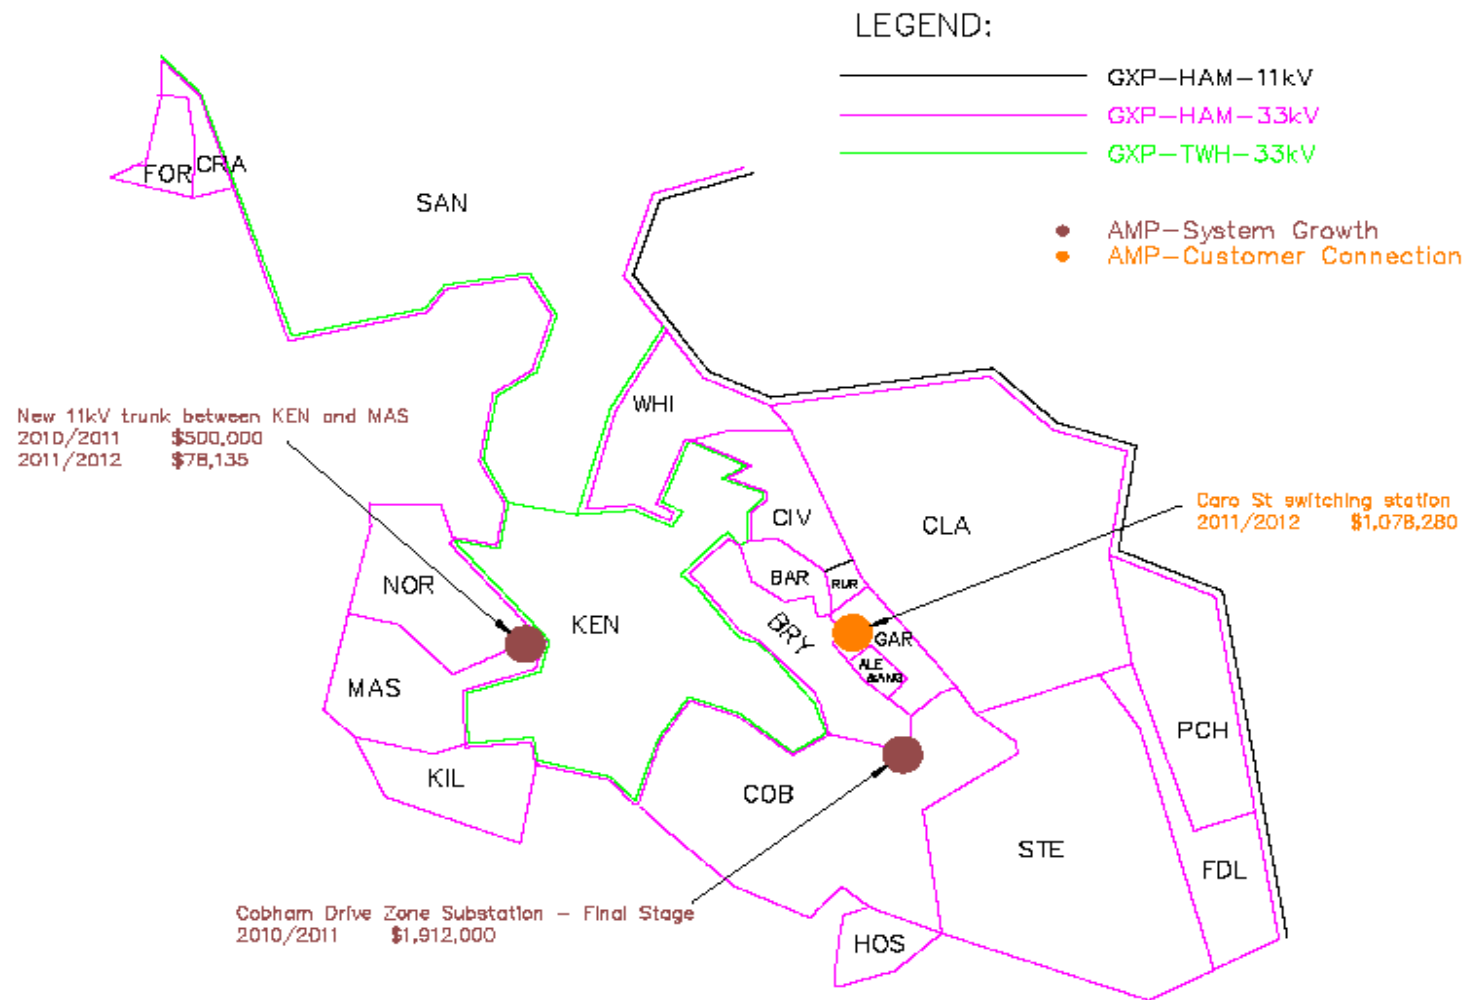 LEGEND:
GXP-HAM-11kV
GXP-HAM-33kV
GXP-TWH-33kV
AMP-System Growth
AMP-Customer Connection
FOR
CRA
SAN
WHI
New 11kV trunk between KEN and MAS
2010/2011 $500,000
2011/2012 $78,135
Caro St switching station
2011/2012 $1,078,280
CIV
CLA
NOR
BAR
RUR
KEN
BRY
GAR
ALE
&ANG
MAS
PCH
KIL
COB
STE
FDL
Cobham Drive Zone Substation - Final Stage
2010/2011 $1,912,000
HOS